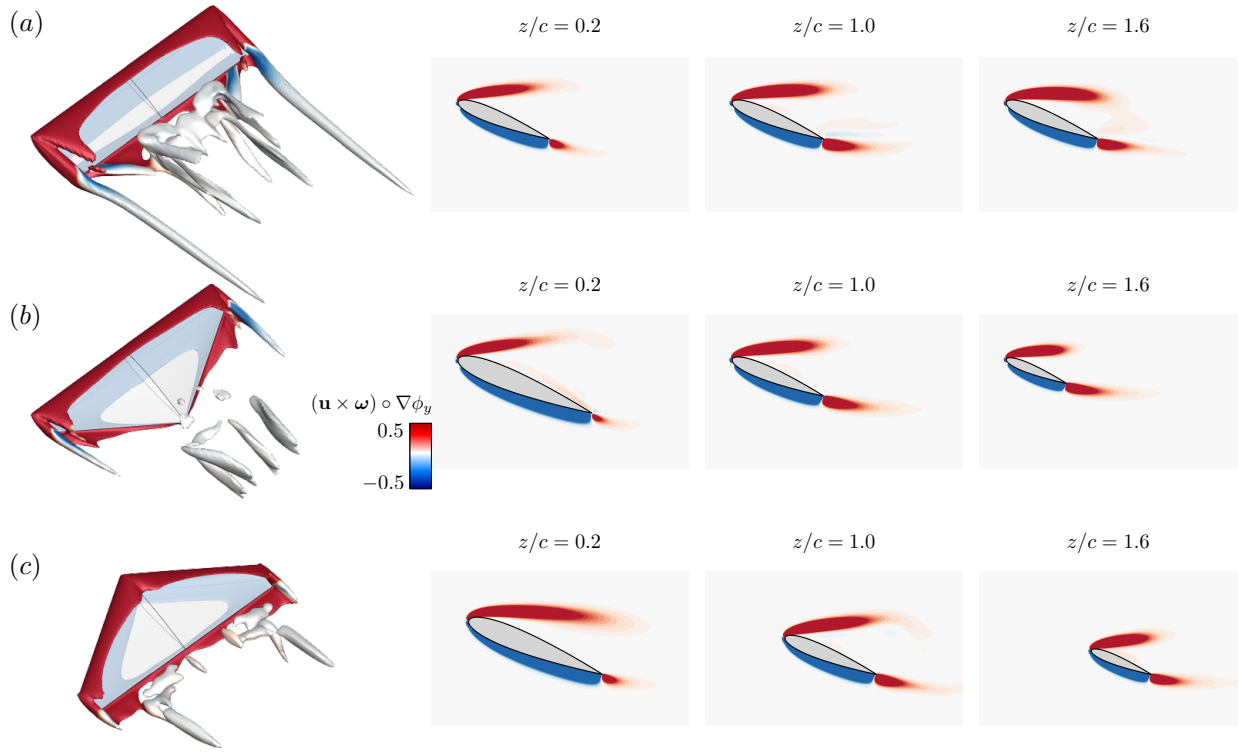 (a)
z/c = 0.2
z/c = 1.0
z/c = 1.6
(b)
z/c = 0.2
z/c = 1.0
z/c = 1.6
(u × ω) ∘ ∇ϕ_y
0.5
−0.5
(c)
z/c = 0.2
z/c = 1.0
z/c = 1.6